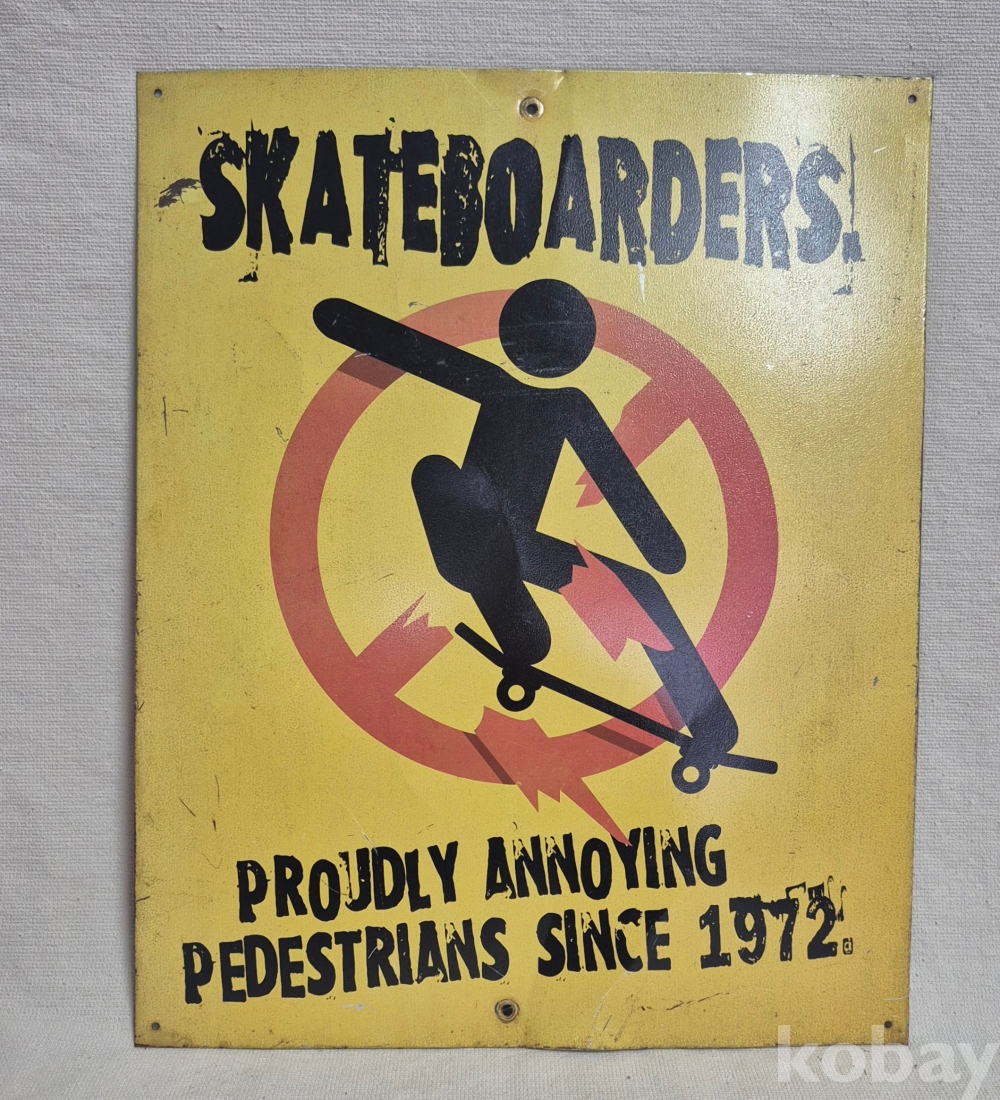 SKATEBOARDERS!
PROUDLY ANNOYING
PEDESTRIANS SINCE 1972.
kobay